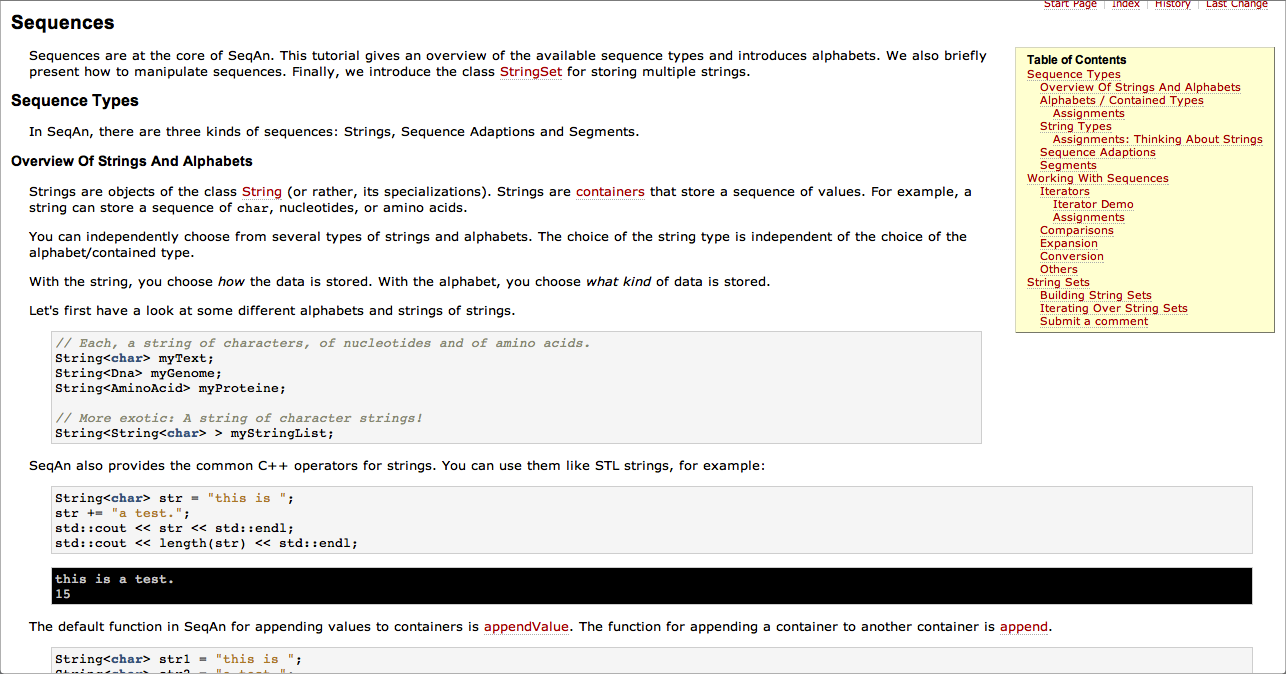 Start Page | Index | History | Last Change
Sequences
Sequences are at the core of SeqAn. This tutorial gives an overview of the available sequence types and introduces alphabets. We also briefly
present how to manipulate sequences. Finally, we introduce the class StringSet for storing multiple strings.
Table of Contents
Sequence Types
Overview Of Strings And Alphabets
Alphabets / Contained Types
Assignments
String Types
Assignments: Thinking About Strings
Sequence Adaptions
Segments
Working With Sequences
Iterators
Iterator Demo
Assignments
Comparisons
Expansion
Conversion
Others
String Sets
Building String Sets
Iterating Over String Sets
Submit a comment
Sequence Types
In SeqAn, there are three kinds of sequences: Strings, Sequence Adaptions and Segments.
Overview Of Strings And Alphabets
Strings are objects of the class String (or rather, its specializations). Strings are containers that store a sequence of values. For example, a
string can store a sequence of char, nucleotides, or amino acids.
You can independently choose from several types of strings and alphabets. The choice of the string type is independent of the choice of the
alphabet/contained type.
With the string, you choose how the data is stored. With the alphabet, you choose what kind of data is stored.
Let's first have a look at some different alphabets and strings of strings.
// Each, a string of characters, of nucleotides and of amino acids.
String<char> myText;
String<Dna> myGenome;
String<AminoAcid> myProteine;
// More exotic: A string of character strings!
String<String<char> > myStringList;
SeqAn also provides the common C++ operators for strings. You can use them like STL strings, for example:
String<char> str = "this is ";
str += "a test.";
std::cout << str << std::endl;
std::cout << length(str) << std::endl;
this is a test.
15
The default function in SeqAn for appending values to containers is appendValue. The function for appending a container to another container is append.
String<char> str1 = "this is ";
String<char> str2 = "a test.";